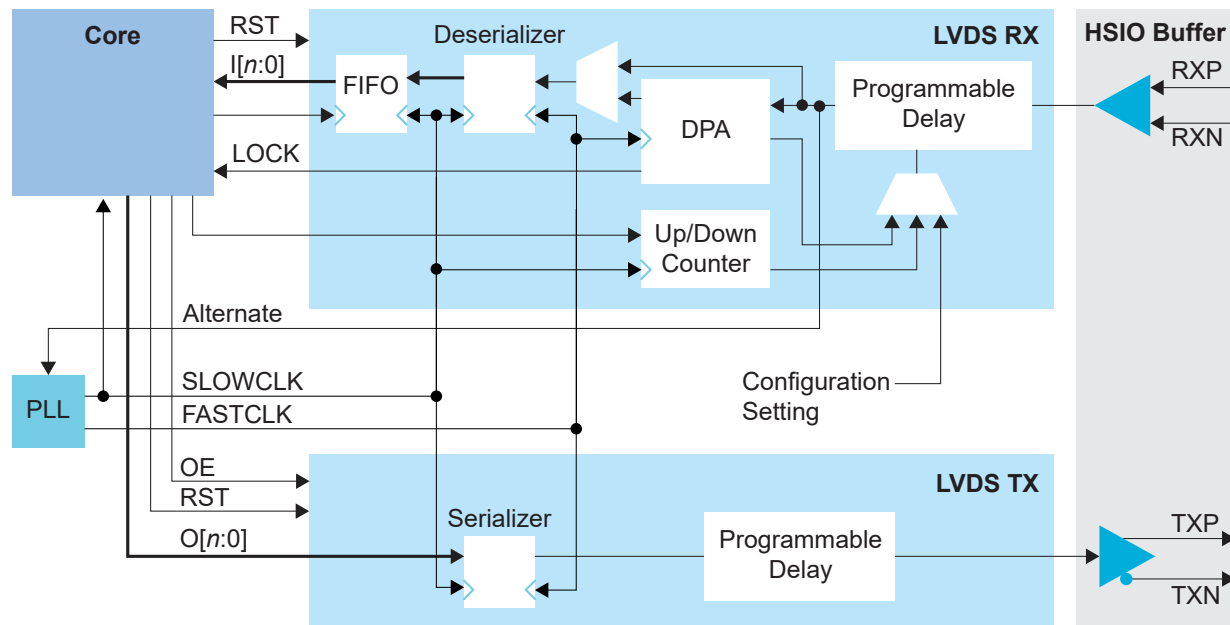 Core
RST
I[n:0]
LOCK
Deserializer
FIFO
LVDS RX
DPA
Programmable
Delay
Up/Down
Counter
HSIO Buffer
RXP
RXN
Alternate
PLL
SLOWCLK
FASTCLK
Configuration
Setting
OE
RST
O[n:0]
LVDS TX
Serializer
Programmable
Delay
TXP
TXN